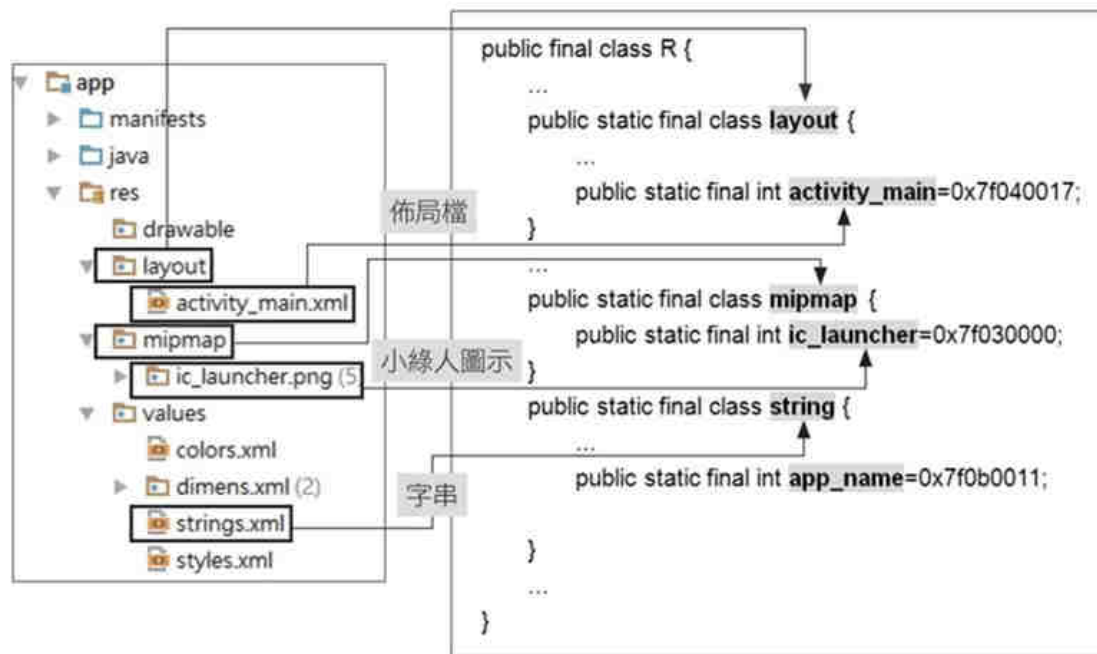 app
manifests
java
res
drawable
layout
activity_main.xml
mipmap
ic_launcher.png (5
values
colors.xml
dimens.xml (2)
strings.xml
styles.xml
佈局檔
小綠人圖示
字串
public final class R {
...
public static final class layout {
...
public static final int activity_main=0x7f040017;
}
...
public static final class mipmap {
public static final int ic_launcher=0x7f030000;
}
public static final class string {
...
public static final int app_name=0x7f0b0011;
}
...
}